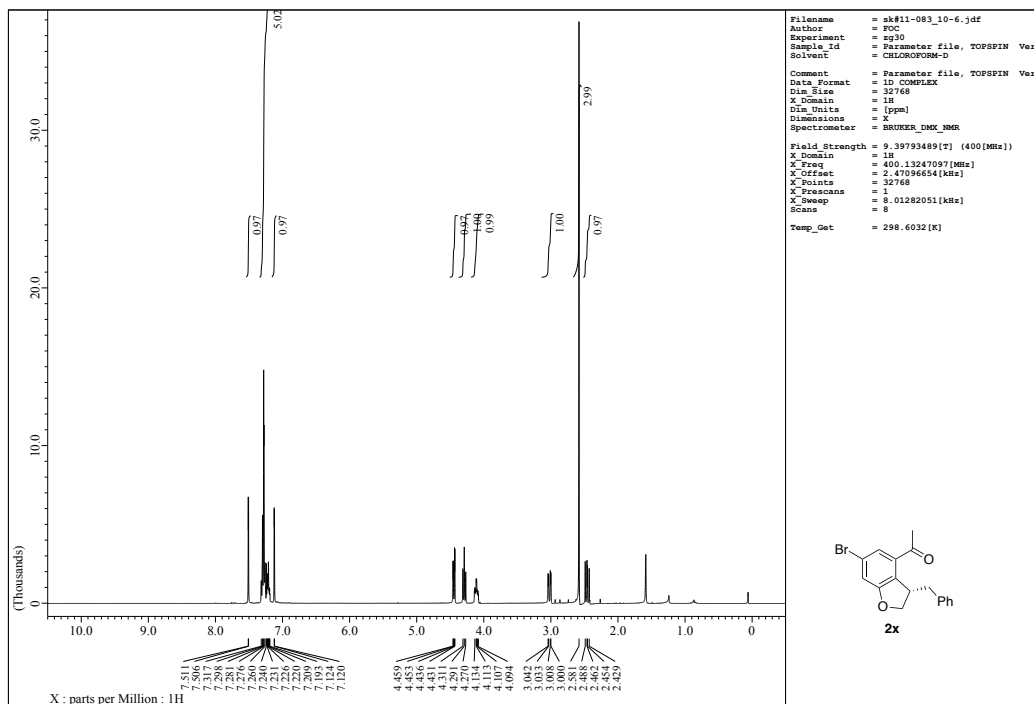 Filename = sk#11-083_10-6.jdf
Author = FOC
Experiment = zg30
Sample_Id = Parameter file, TOPSPIN Ver
Solvent = CHLOROFORM-D
Comment = Parameter file, TOPSPIN Ver
Data_Format = 1D COMPLEX
Dim_Size = 32768
X_Domain = 1H
Dim_Units = [ppm]
Dimensions = X
Spectrometer = BRUKER_DMX_NMR
Field_Strength = 9.39793489[T] (400[MHz])
X_Domain = 1H
X_Freq = 400.13247097[MHz]
X_Offset = 2.47096654[kHz]
X_Points = 32768
X_Prescans = 1
X_Sweep = 8.01282051[kHz]
Scans = 8
Temp_Get = 298.6032[K]
(Thousands)
30.0
20.0
10.0
0
0.97
5.02
0.97
0.97
1.00
0.99
1.00
2.99
0.97
10.0 9.0 8.0 7.0 6.0 5.0 4.0 3.0 2.0 1.0 0
7.511
7.506
7.317
7.298
7.281
7.276
7.260
7.240
7.231
7.226
7.220
7.209
7.193
7.124
7.120
4.459
4.453
4.436
4.431
4.311
4.291
4.270
4.134
4.113
4.107
4.094
3.042
3.033
3.008
3.000
2.581
2.488
2.462
2.454
2.429
X : parts per Million : 1H
Br
O
O
Ph
2x